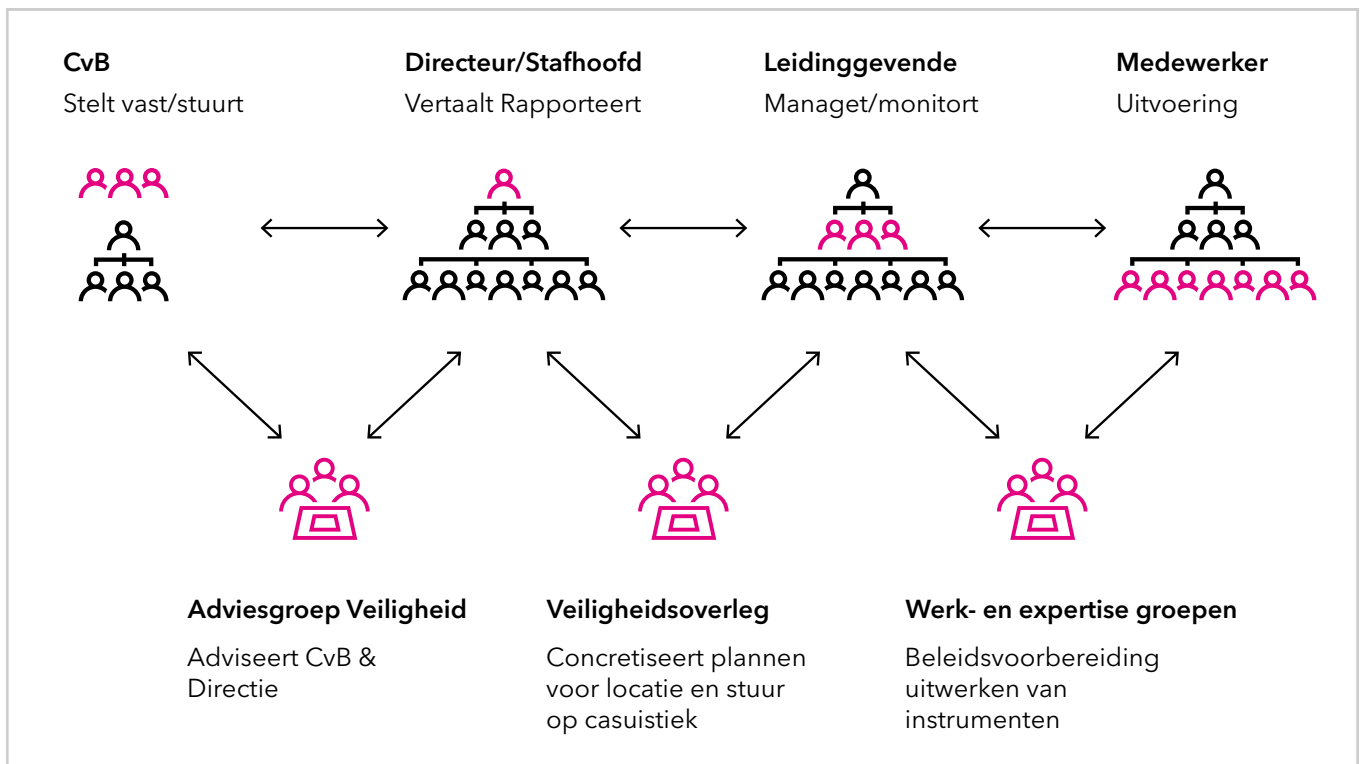 CvB
Stelt vast/stuurt
Directeur/Stafhoofd
Vertaalt Rapporteert
Leidinggevende
Managet/monitort
Medewerker
Uitvoering
Adviesgroep Veiligheid
Adviseert CvB &
Directie
Veiligheidsoverleg
Concretiseert plannen
voor locatie en stuur
op casuistiek
Werk- en expertise groepen
Beleidsvoorbereiding
uitwerken van
instrumenten